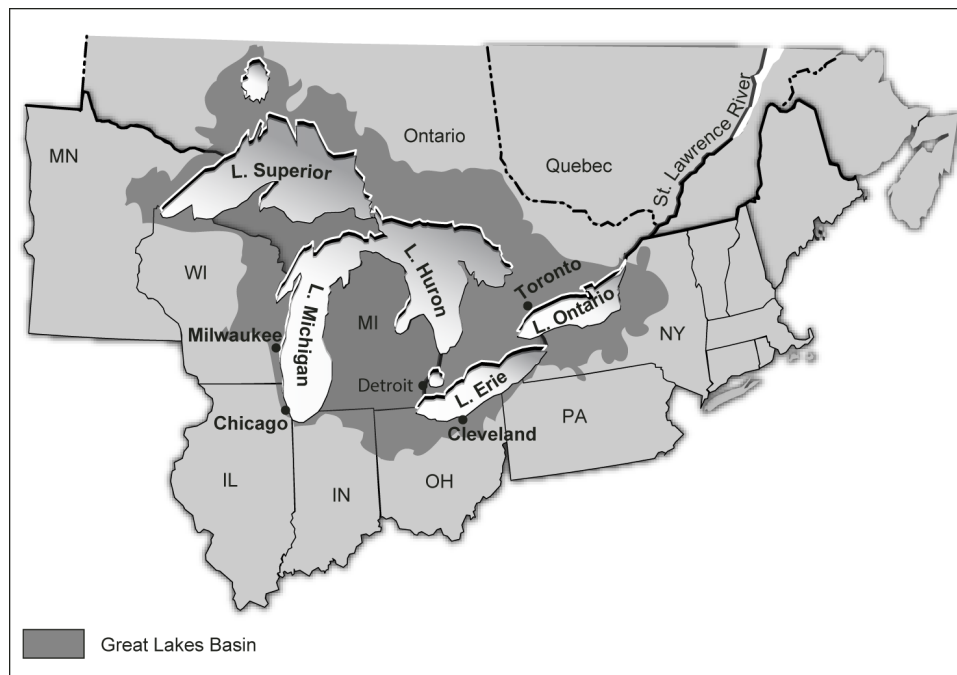 MN
Ontario
Quebec
St. Lawrence River
L. Superior
WI
L. Michigan
L. Huron
MI
Toronto
L. Ontario
NY
Milwaukee
Detroit
L. Erie
Chicago
Cleveland
PA
IL
IN
OH
Great Lakes Basin